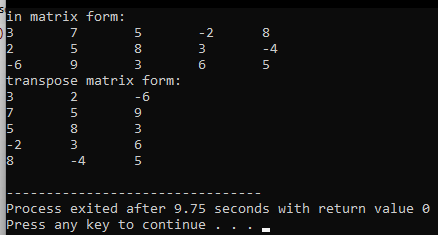 in matrix form:
3 7 5 -2 8
2 5 8 3 -4
-6 9 3 6 5
transpose matrix form:
3 2 -6
7 5 9
5 8 3
-2 3 6
8 -4 5
--------------------------------
Process exited after 9.75 seconds with return value 0
Press any key to continue . . .